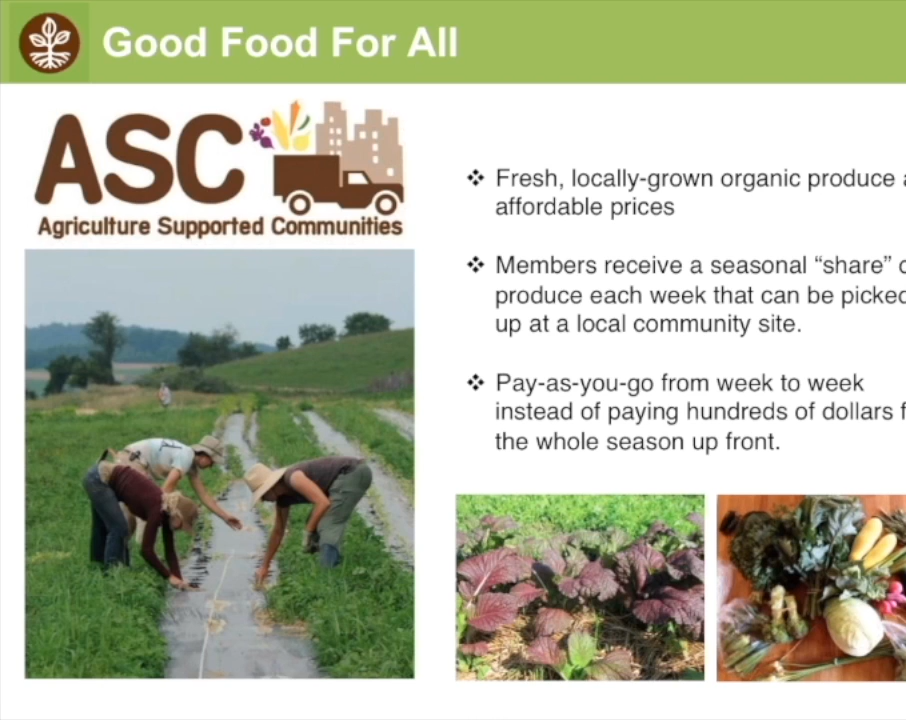 Good Food For All
ASC
Agriculture Supported Communities
❖ Fresh, locally-grown organic produce a
affordable prices
❖ Members receive a seasonal “share” o
produce each week that can be picked
up at a local community site.
❖ Pay-as-you-go from week to week
instead of paying hundreds of dollars f
the whole season up front.